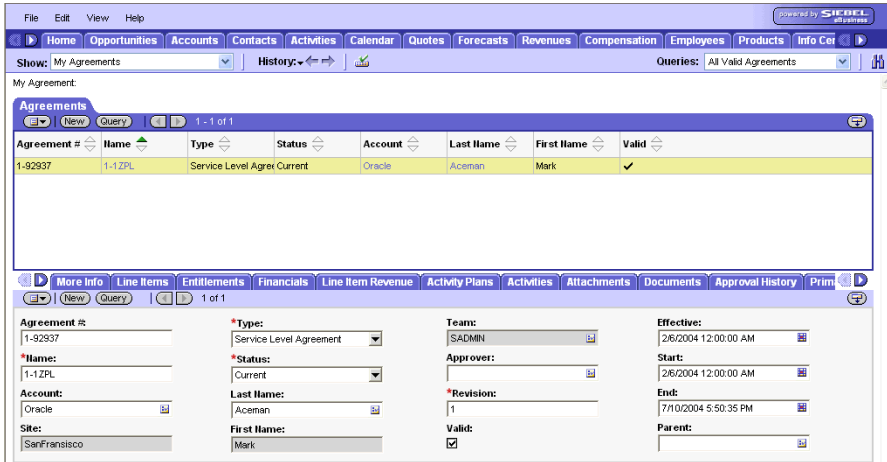 File Edit View Help powered by SIEBEL eBusiness
Home Opportunities Accounts Contacts Activities Calendar Quotes Forecasts Revenues Compensation Employees Products Info Cen
Show: My Agreements History: Queries: All Valid Agreements
My Agreement:
Agreements
New Query 1 - 1 of 1
Agreement # Name Type Status Account Last Name First Name Valid
1-92937 1-1ZPL Service Level Agree Current Oracle Aceman Mark
More Info Line Items Entitlements Financials Line Item Revenue Activity Plans Activities Attachments Documents Approval History Prim
New Query 1 of 1
Agreement #: *Type: Team: Effective:
1-92937 Service Level Agreement SADMIN 2/6/2004 12:00:00 AM
*Name: *Status: Approver: Start:
1-1ZPL Current 2/6/2004 12:00:00 AM
Account: Last Name: *Revision: End:
Oracle Aceman 1 7/10/2004 5:50:35 PM
Site: First Name: Valid: Parent:
SanFransisco Mark